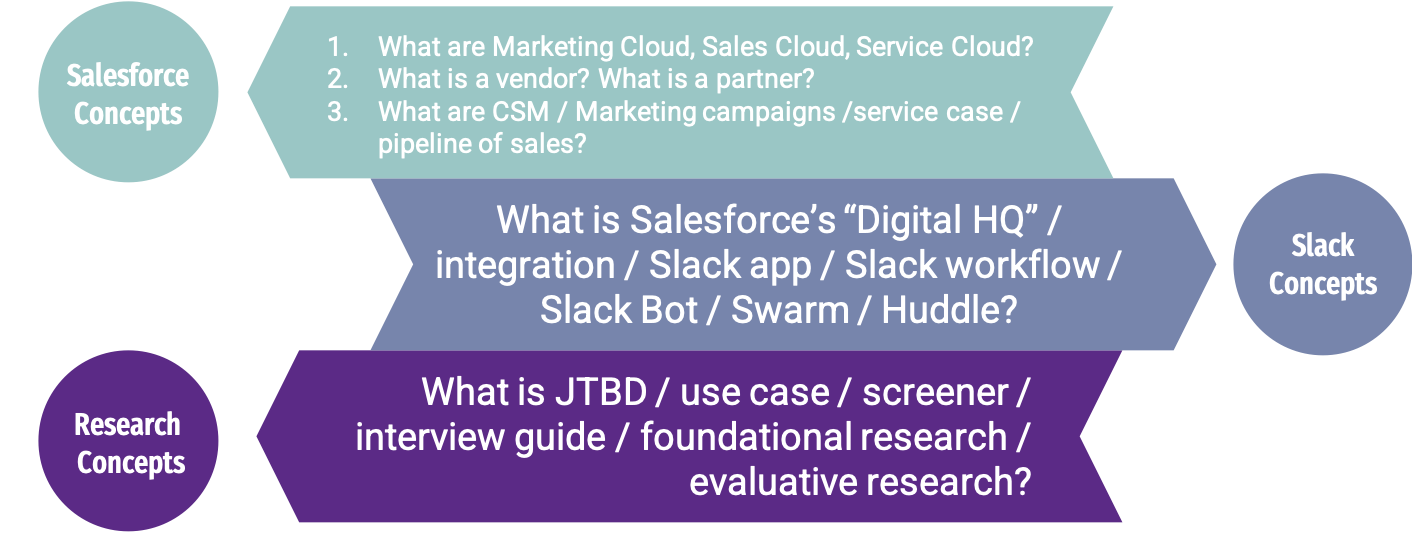 Salesforce
Concepts
1. What are Marketing Cloud, Sales Cloud, Service Cloud?
2. What is a vendor? What is a partner?
3. What are CSM / Marketing campaigns /service case /
pipeline of sales?
What is Salesforce’s “Digital HQ” /
integration / Slack app / Slack workflow /
Slack Bot / Swarm / Huddle?
Slack
Concepts
Research
Concepts
What is JTBD / use case / screener /
interview guide / foundational research /
evaluative research?